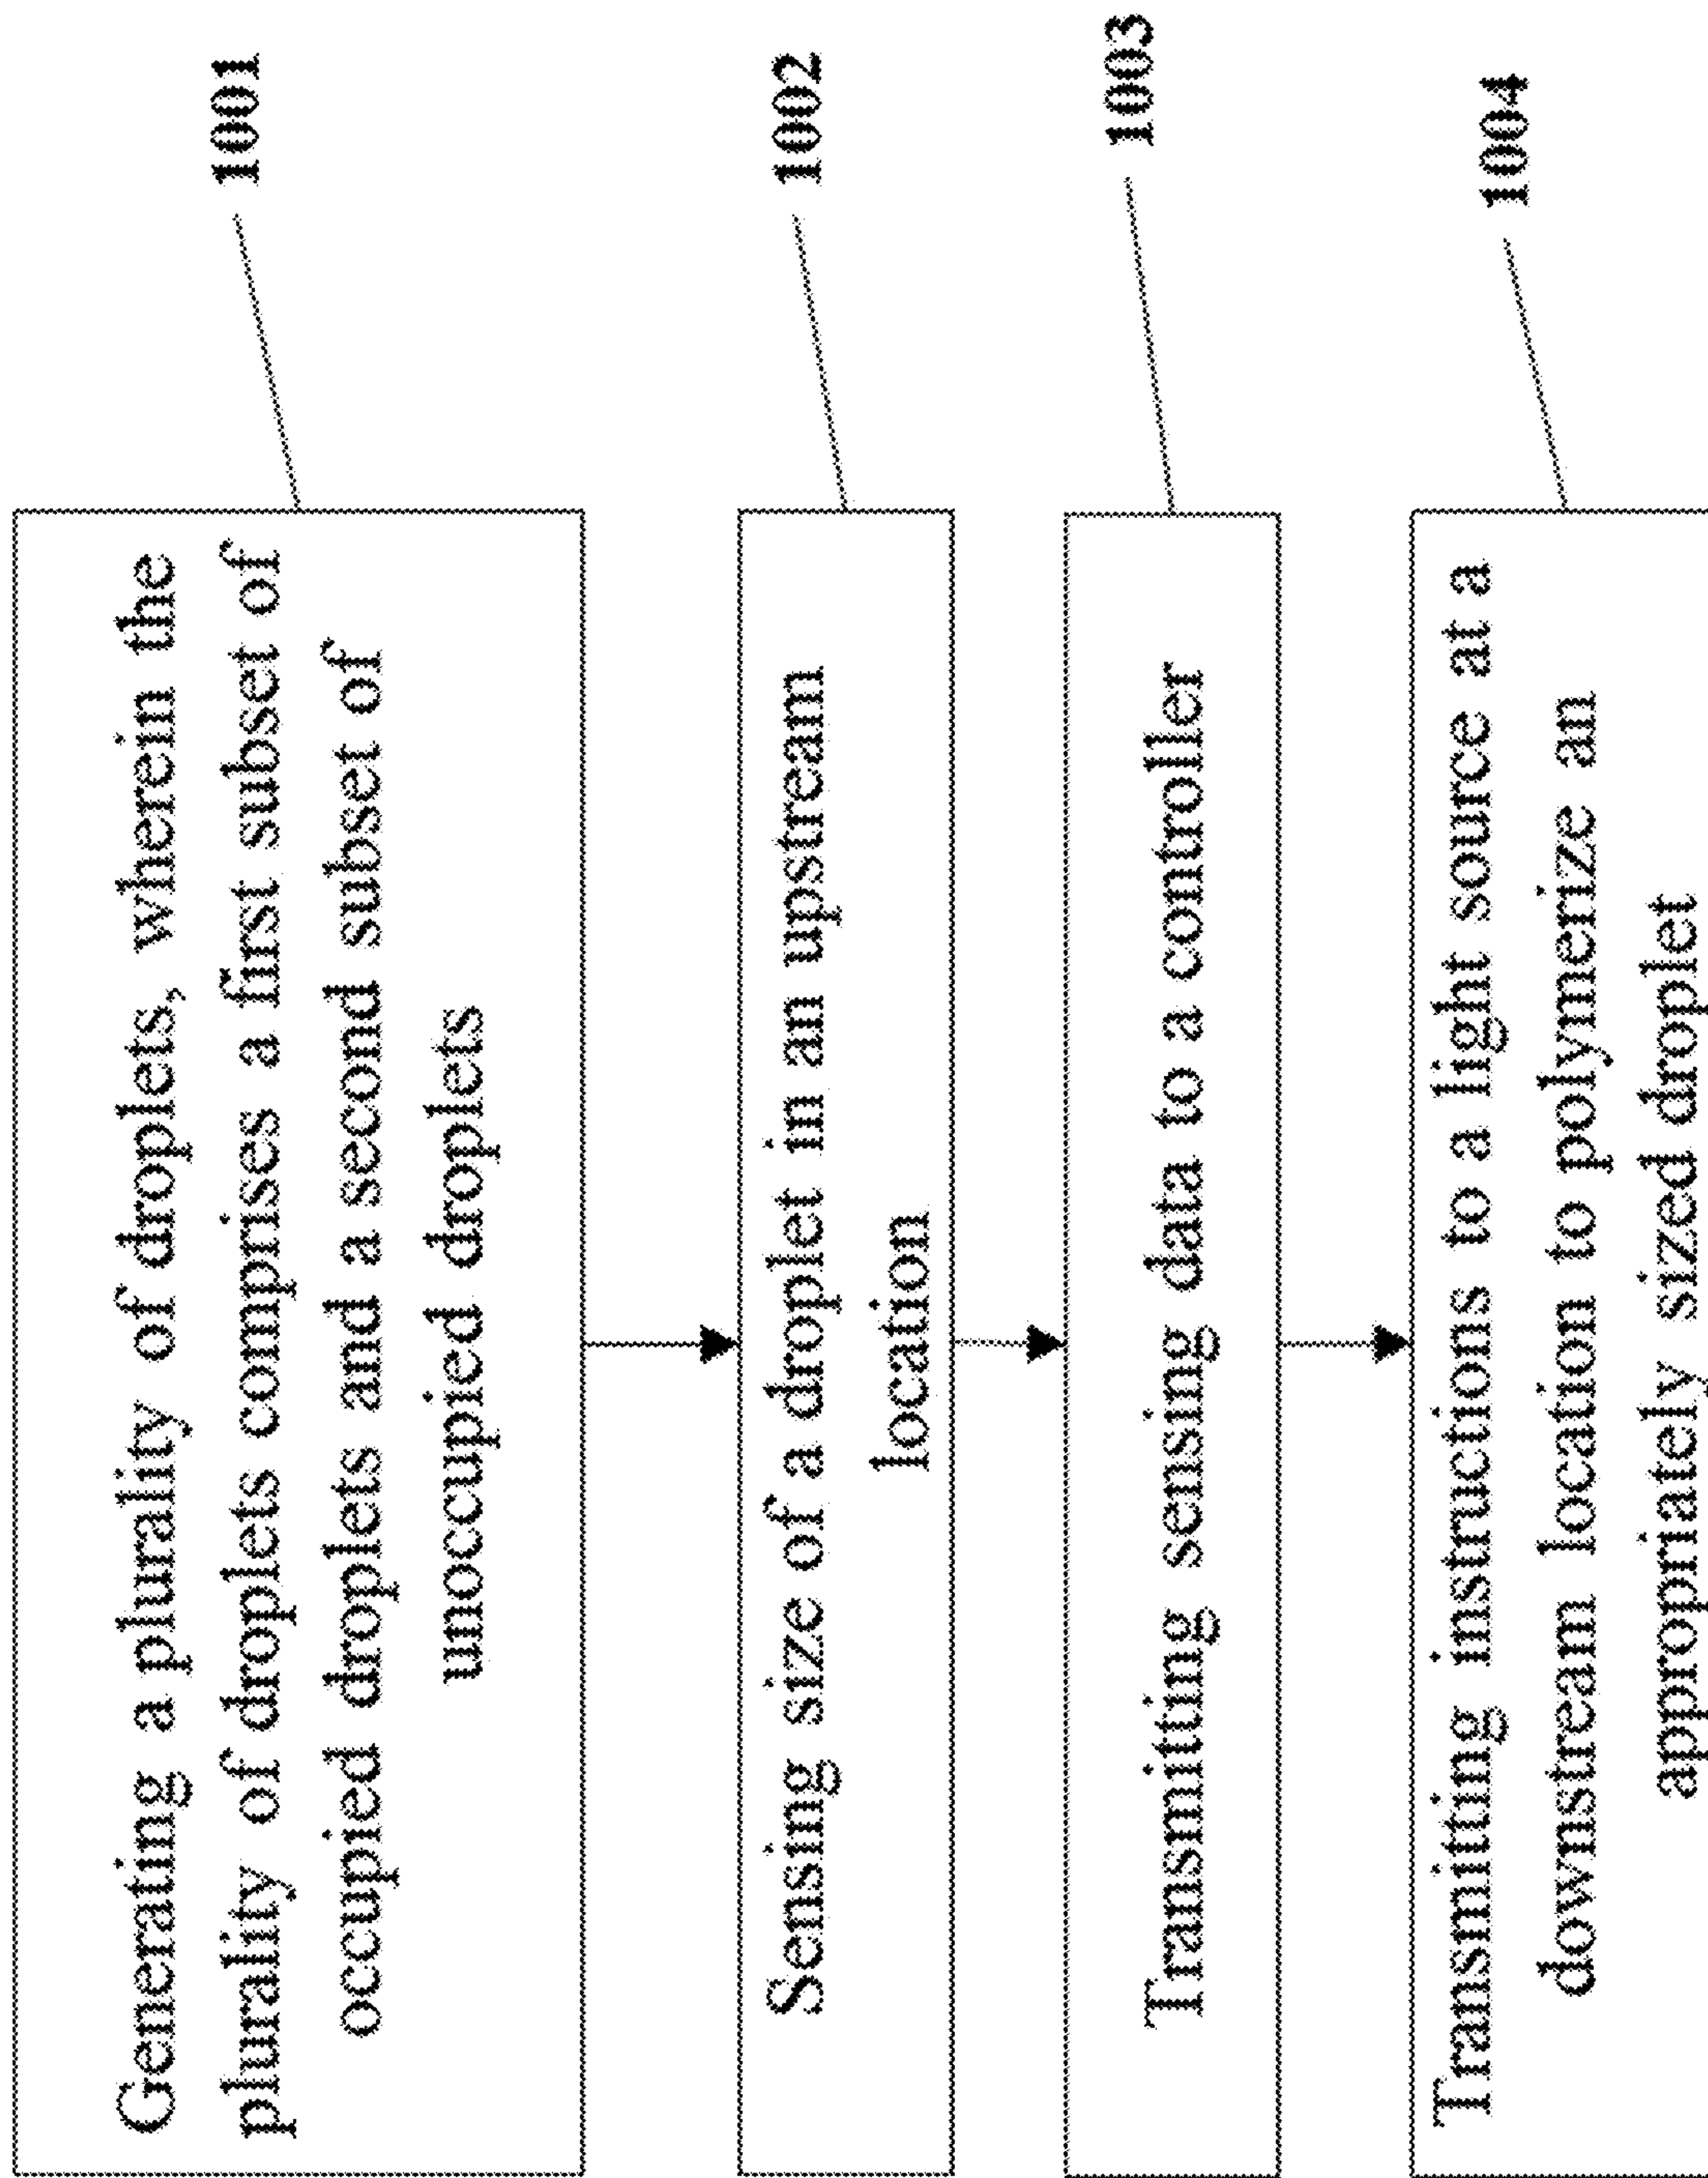 Generating a plurality of droplets, wherein the
plurality of droplets comprises a first subset of
occupied droplets and a second subset of
unoccupied droplets
1001
Sensing size of a droplet in an upstream
location
1002
Transmitting sensing data to a controller
1003
Transmitting instructions to a light source at a
downstream location to polymerize an
appropriately sized droplet
1004